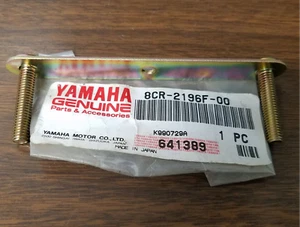 YAMAHA
GENUINE
Parts & Accessories
8CR-2196F-00
YAMAHA MOTOR CO.,LTD.
MADE IN JAPAN
K990729A
1 PC
641389